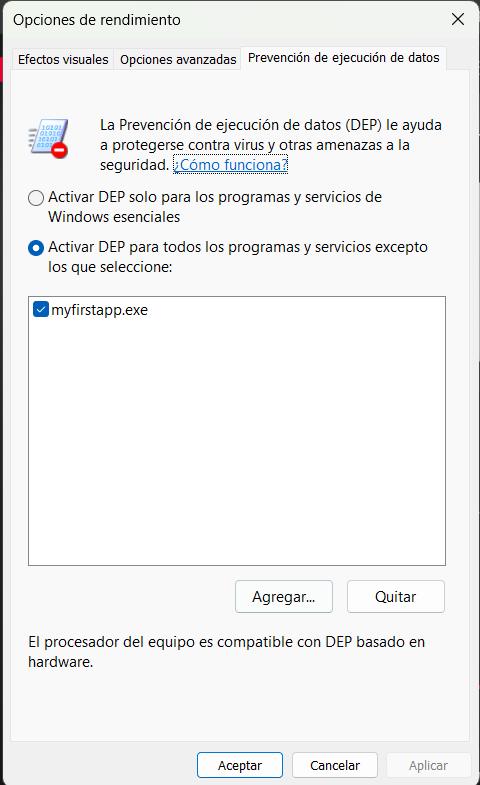 Opciones de rendimiento
Efectos visuales
Opciones avanzadas
Prevención de ejecución de datos
La Prevención de ejecución de datos (DEP) le ayuda
a protegerse contra virus y otras amenazas a la
seguridad. ¿Cómo funciona?
Activar DEP solo para los programas y servicios de
Windows esenciales
Activar DEP para todos los programas y servicios excepto
los que seleccione:
myfirstapp.exe
Agregar...
Quitar
El procesador del equipo es compatible con DEP basado en
hardware.
Aceptar
Cancelar
Aplicar